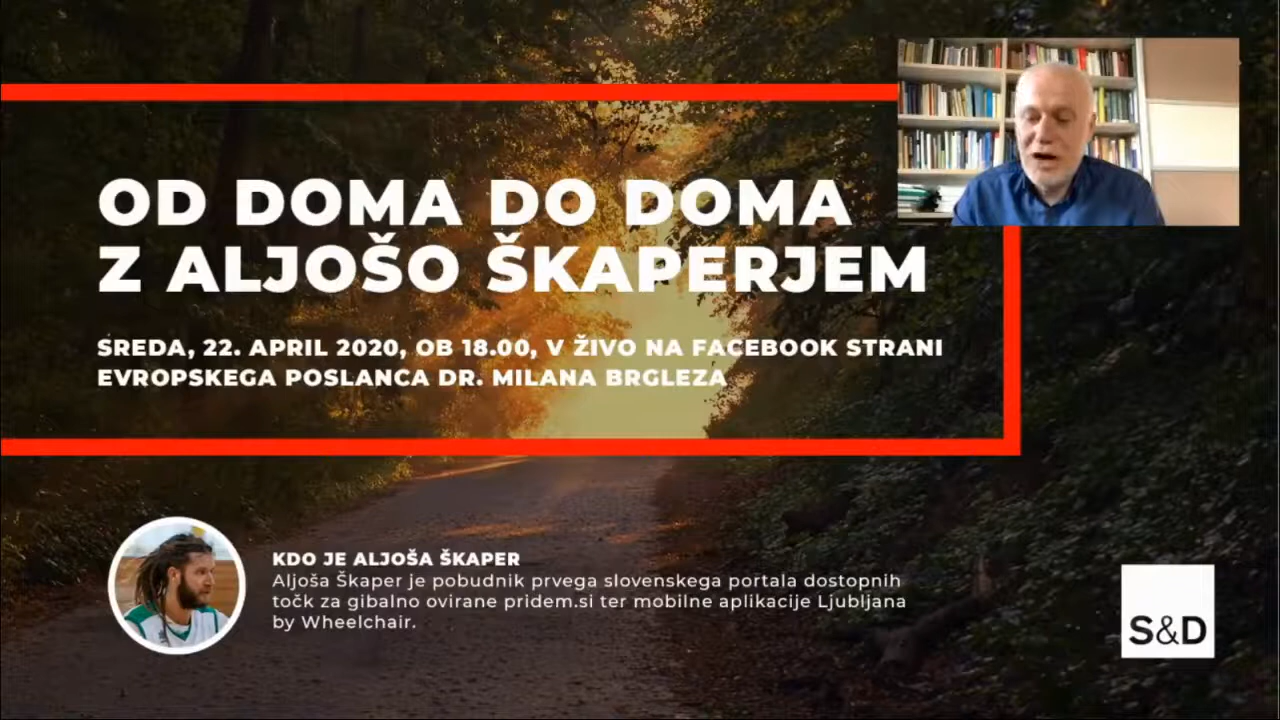 OD DOMA DO DOMA
Z ALJOŠO ŠKAPERJEM
SREDA, 22. APRIL 2020, OB 18.00, V ŽIVO NA FACEBOOK STRANI
EVROPSKEGA POSLANCA DR. MILANA BRGLEZA
KDO JE ALJOŠA ŠKAPER
Aljoša Škaper je pobudnik prvega slovenskega portala dostopnih
točk za gibalno ovirane pridem.si ter mobilne aplikacije Ljubljana
by Wheelchair.
S&D